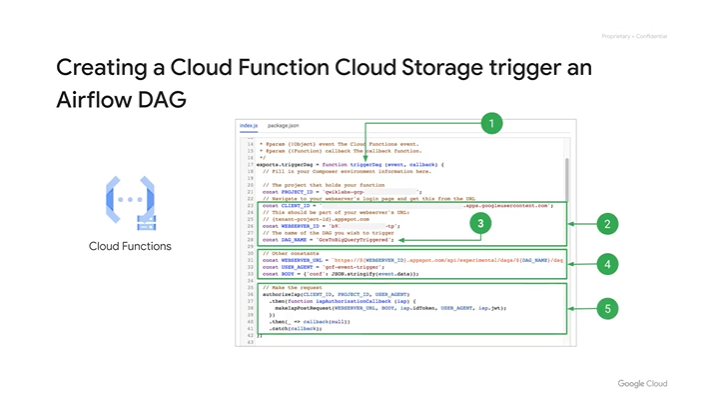 Proprietary + Confidential
Creating a Cloud Function Cloud Storage trigger an
Airflow DAG
index.js package.json
1
14 * @param {!Object} event The Cloud Functions event.
15 * @param {!Function} callback The callback function.
16 */
17 exports.triggerDag = function triggerDag (event, callback) {
18 // Fill in your Composer environment information here.
19
20 // The project that holds your function
21 const PROJECT_ID = 'qwiklabs-gcp- ';
22 // Navigate to your webserver's login page and get this from the URL
23 const CLIENT_ID = ' .apps.googleusercontent.com';
24 // This should be part of your webserver's URL:
25 // {tenant-project-id}.appspot.com
26 const WEBSERVER_ID = -tp';
27 // The name of the DAG you wish to trigger
28 const DAG_NAME = 'GcsToBigQueryTriggered';
29
3
2
30 // Other constants
31 const WEBSERVER_URL = `https://${WEBSERVER_ID}.appspot.com/api/experimental/dags/${DAG_NAME}/dag
32 const USER_AGENT = 'gcf-event-trigger';
33 const BODY = {'conf': JSON.stringify(event.data)};
34
4
35 // Make the request
36 authorizeIap(CLIENT_ID, PROJECT_ID, USER_AGENT)
37 .then(function iapAuthorizationCallback (iap) {
38 makeIapPostRequest(WEBSERVER_URL, BODY, iap.idToken, USER_AGENT, iap.jwt);
39 })
40 .then(_ => callback(null))
41 .catch(callback);
42 };
43
5
Cloud Functions
Google Cloud